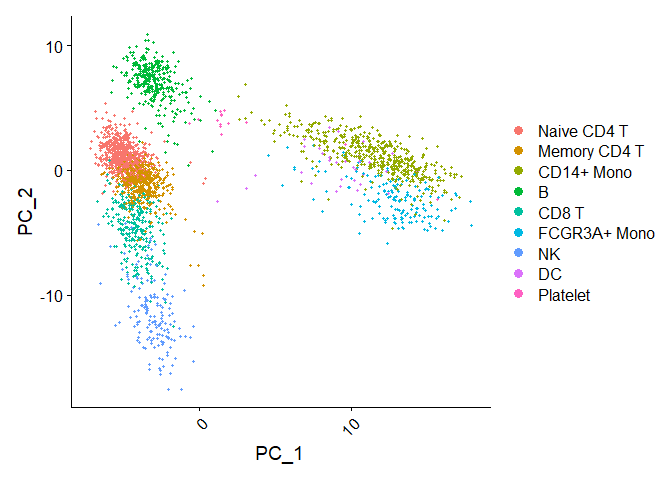 10
0
-10
PC_2
0
10
PC_1
Naive CD4 T
Memory CD4 T
CD14+ Mono
B
CD8 T
FCGR3A+ Mono
NK
DC
Platelet